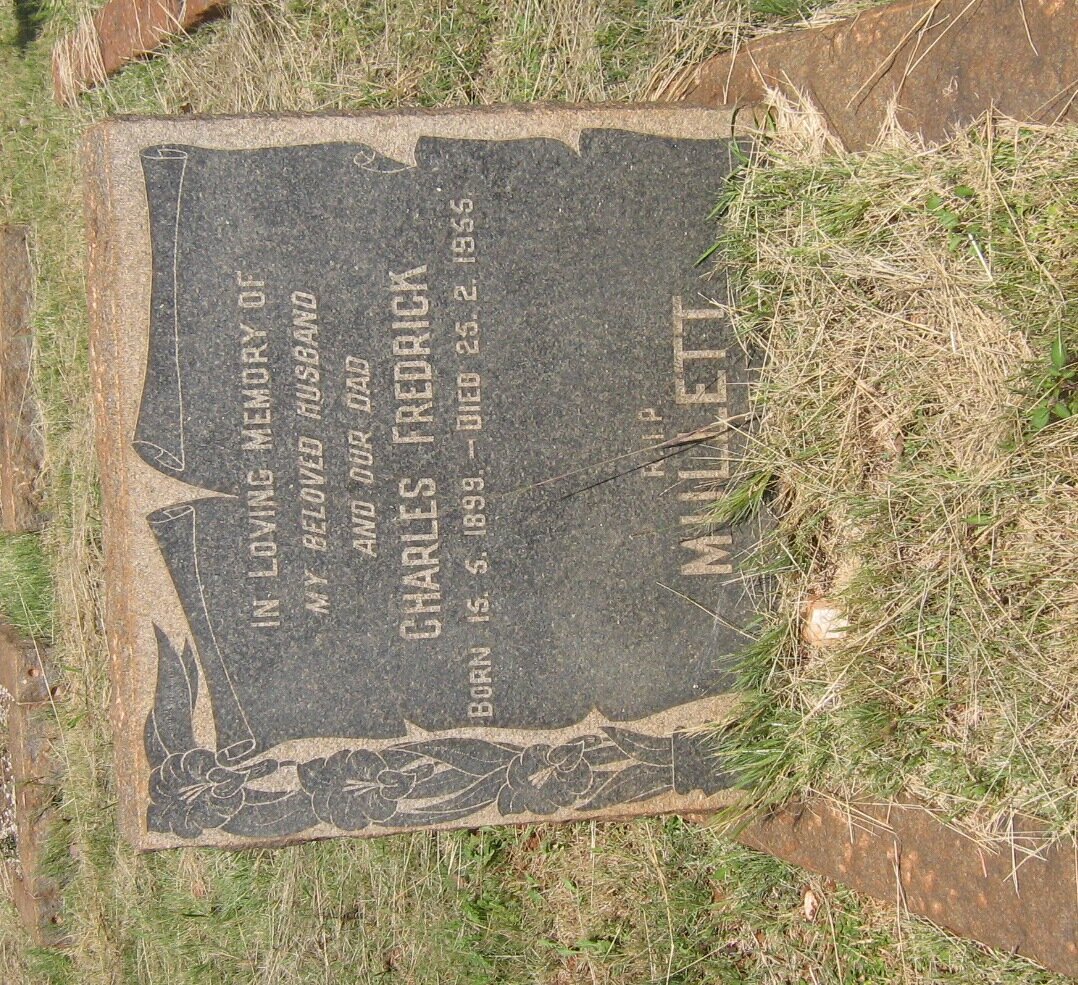 IN LOVING MEMORY OF
MY BELOVED HUSBAND
AND OUR DAD
CHARLES FREDRICK
BORN 15. 5. 1899. — DIED 25. 2. 1955
R.I.P
MULLETT